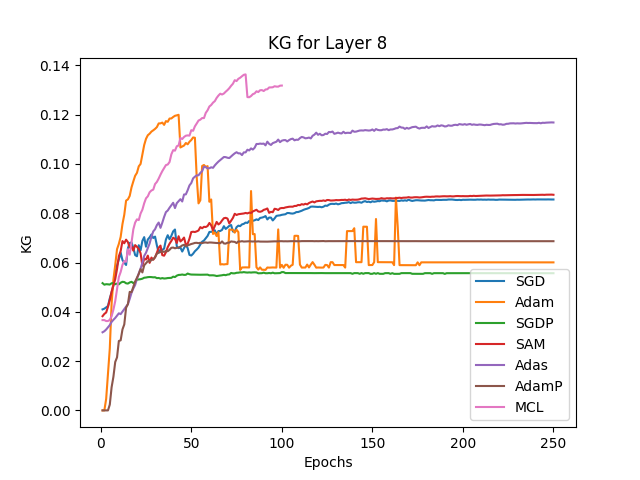 KG for Layer 8
KG
0.14
0.12
0.10
0.08
0.06
0.04
0.02
0.00
0
50
100
150
200
250
Epochs
SGD
Adam
SGDP
SAM
Adas
AdamP
MCL